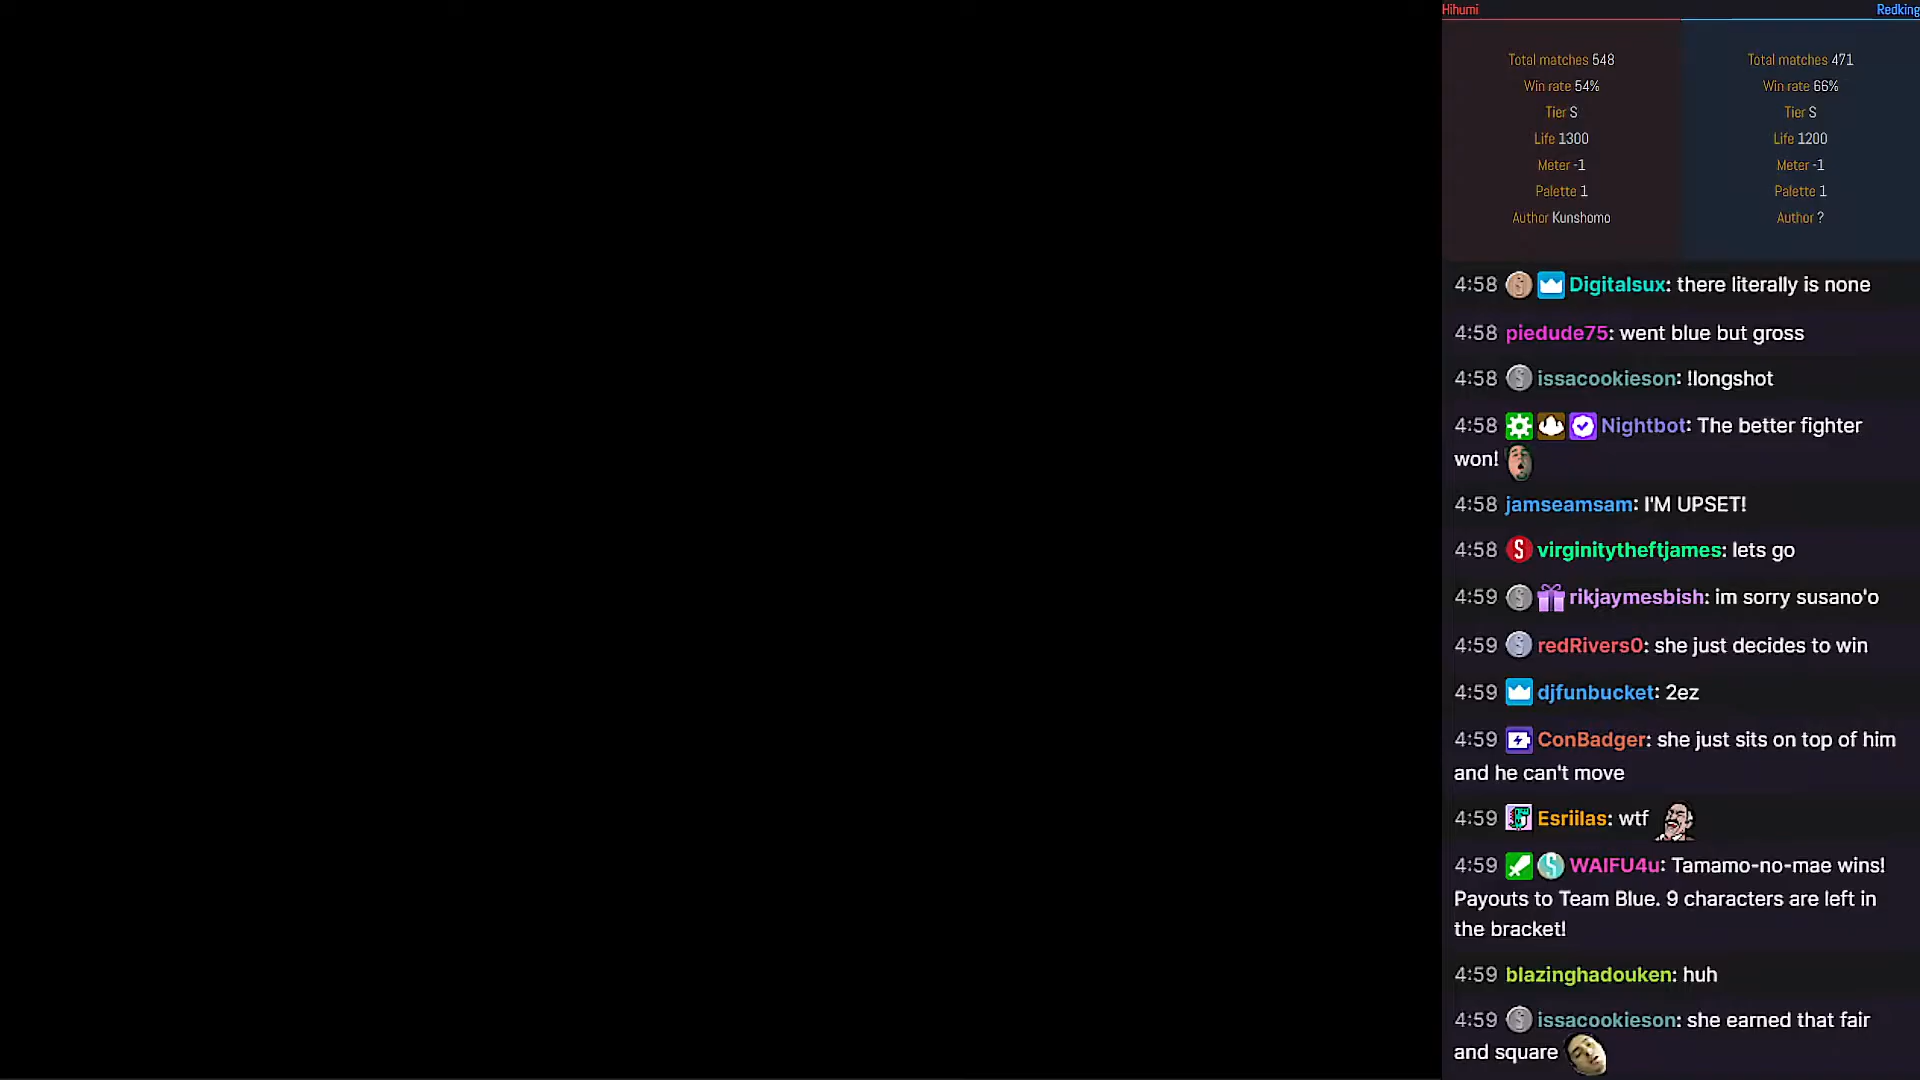 Hihumi
Redking
Total matches 548
Win rate 54%
Tier S
Life 1300
Meter -1
Palette 1
Author Kunshomo
Total matches 471
Win rate 66%
Tier S
Life 1200
Meter -1
Palette 1
Author ?
4:58 Digitalsux: there literally is none
4:58 piedude75: went blue but gross
4:58 issacookieson: !longshot
4:58 Nightbot: The better fighter
won!
4:58 jamseamsam: I'M UPSET!
4:58 virginitytheftjames: lets go
4:59 rikjaymesbish: im sorry susano'o
4:59 redRivers0: she just decides to win
4:59 djfunbucket: 2ez
4:59 ConBadger: she just sits on top of him
and he can't move
4:59 Esriilas: wtf
4:59 WAIFU4u: Tamamo-no-mae wins!
Payouts to Team Blue. 9 characters are left in
the bracket!
4:59 blazinghadouken: huh
4:59 issacookieson: she earned that fair
and square